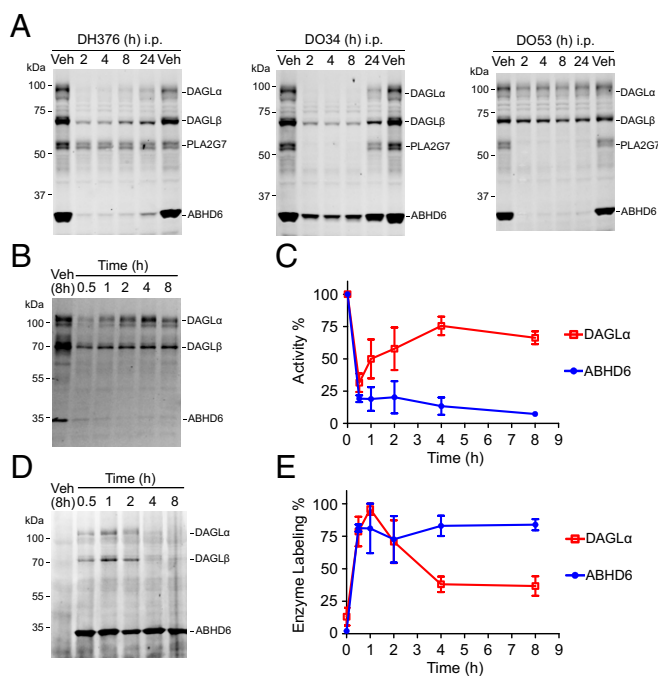 A
DH376 (h) i.p.
Veh 2 4 8 24 Veh
kDa
100
75
50
37
DAGLα
DAGLβ
PLA2G7
ABHD6
DO34 (h) i.p.
Veh 2 4 8 24 Veh
kDa
100
75
50
37
DAGLα
DAGLβ
PLA2G7
ABHD6
DO53 (h) i.p.
Veh 2 4 8 24 Veh
kDa
100
75
50
37
DAGLα
DAGLβ
PLA2G7
ABHD6
B
Veh (8h)
Time (h)
0.5 1 2 4 8
kDa
100
70
55
35
DAGLα
DAGLβ
ABHD6
C
Activity %
100
75
50
25
0
0 1 2 3 4 5 6 7 8 9
Time (h)
DAGLα
ABHD6
D
Veh (8h)
Time (h)
0.5 1 2 4 8
kDa
100
70
55
35
DAGLα
DAGLβ
ABHD6
E
Enzyme Labeling %
100
75
50
25
0
0 1 2 3 4 5 6 7 8 9
Time (h)
DAGLα
ABHD6